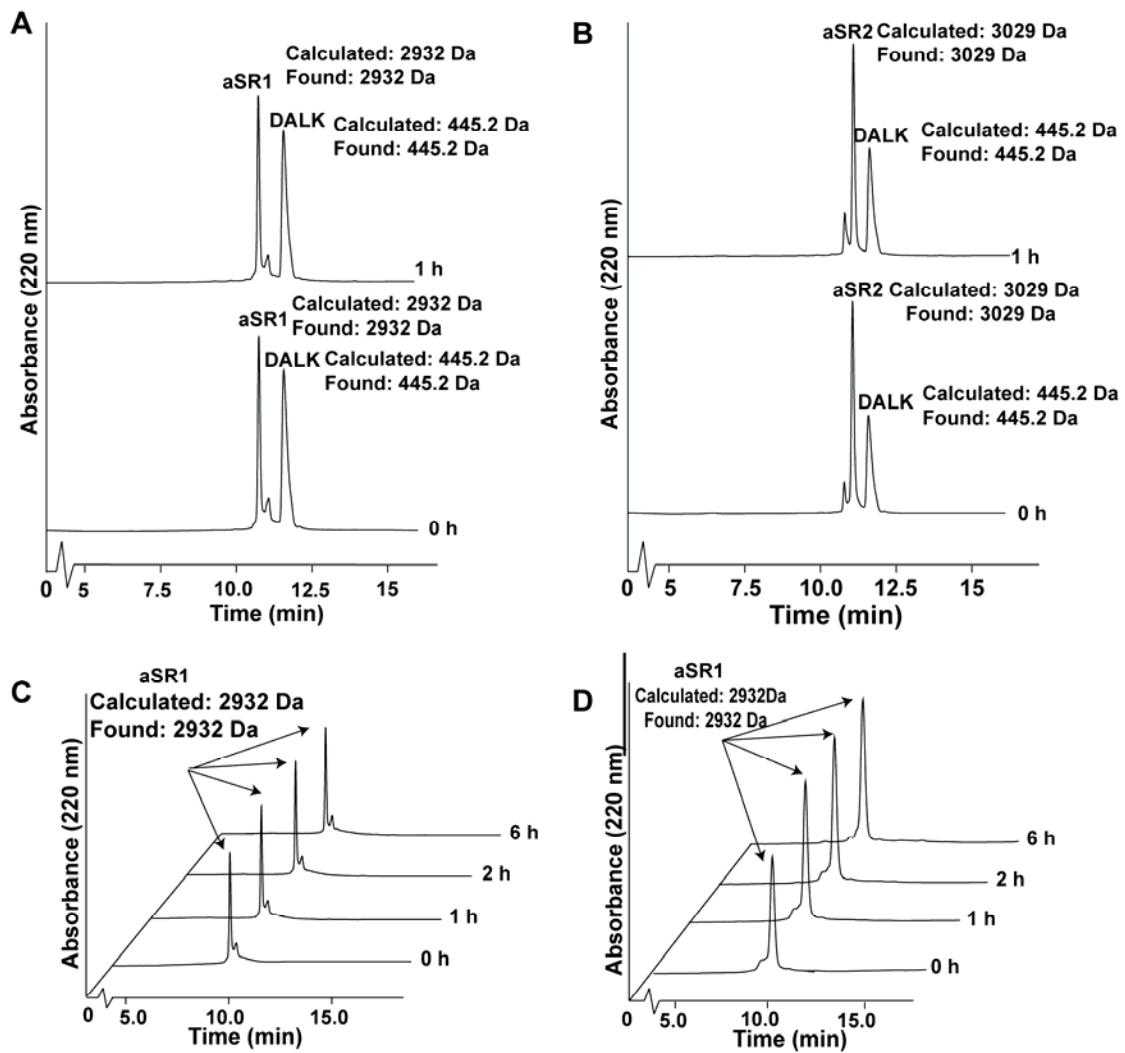 A
Calculated: 2932 Da
Found: 2932 Da
aSR1
DALK
Calculated: 445.2 Da
Found: 445.2 Da
1 h
Calculated: 2932 Da
aSR1 Found: 2932 Da
DALK Calculated: 445.2 Da
Found: 445.2 Da
0 h
Absorbance (220 nm)
0 5 7.5 10.0 12.5 15
Time (min)
B
aSR2 Calculated: 3029 Da
Found: 3029 Da
DALK Calculated: 445.2 Da
Found: 445.2 Da
1 h
aSR2 Calculated: 3029 Da
Found: 3029 Da
Calculated: 445.2 Da
DALK Found: 445.2 Da
0 h
Absorbance (220 nm)
0 5 7.5 10.0 12.5 15
Time (min)
C
aSR1
Calculated: 2932 Da
Found: 2932 Da
6 h
2 h
1 h
0 h
Absorbance (220 nm)
0 5.0 10.0 15.0
Time (min)
D
aSR1
Calculated: 2932Da
Found: 2932 Da
6 h
2 h
1 h
0 h
Absorbance (220 nm)
0 5.0 10.0 15.0
Time (min)